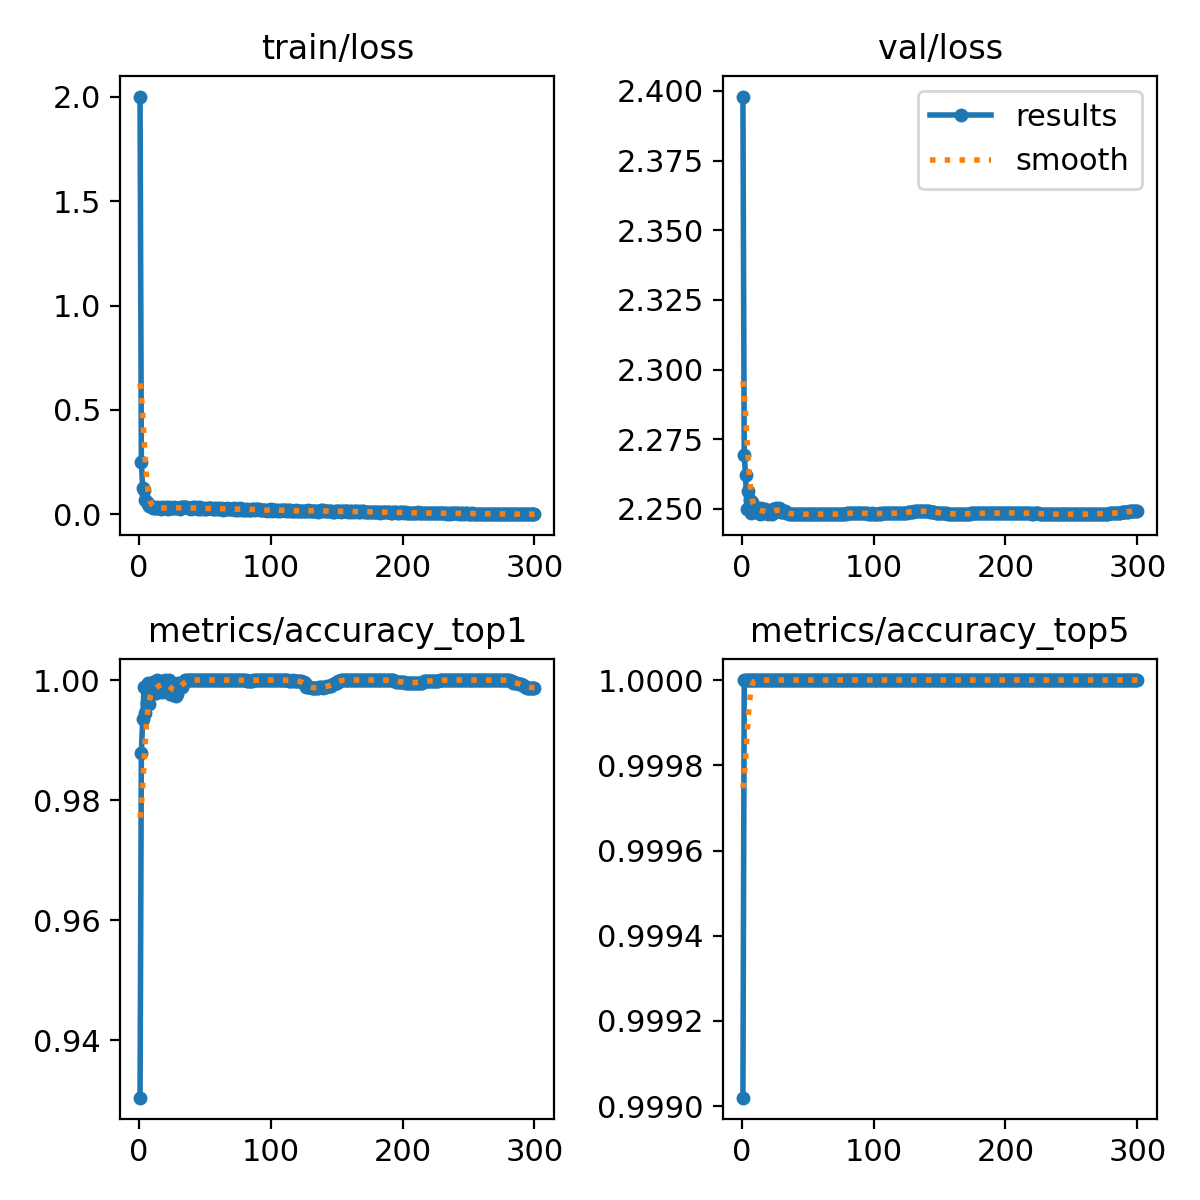 train/loss
2.0
1.5
1.0
0.5
0.0
0 100 200 300
val/loss
2.400
2.375
2.350
2.325
2.300
2.275
2.250
0 100 200 300
results
smooth
metrics/accuracy_top1
1.00
0.98
0.96
0.94
0 100 200 300
metrics/accuracy_top5
1.0000
0.9998
0.9996
0.9994
0.9992
0.9990
0 100 200 300